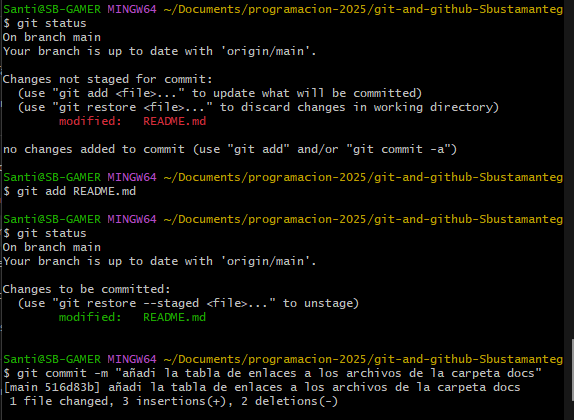 Santi@SB-GAMER MINGW64 ~/Documents/programacion-2025/git-and-github-Sbustamanteg
$ git status
On branch main
Your branch is up to date with 'origin/main'.
Changes not staged for commit:
(use "git add <file>..." to update what will be committed)
(use "git restore <file>..." to discard changes in working directory)
modified: README.md
no changes added to commit (use "git add" and/or "git commit -a")
Santi@SB-GAMER MINGW64 ~/Documents/programacion-2025/git-and-github-Sbustamanteg
$ git add README.md
Santi@SB-GAMER MINGW64 ~/Documents/programacion-2025/git-and-github-Sbustamanteg
$ git status
On branch main
Your branch is up to date with 'origin/main'.
Changes to be committed:
(use "git restore --staged <file>..." to unstage)
modified: README.md
Santi@SB-GAMER MINGW64 ~/Documents/programacion-2025/git-and-github-Sbustamanteg
$ git commit -m "añadi la tabla de enlaces a los archivos de la carpeta docs"
[main 516d83b] añadi la tabla de enlaces a los archivos de la carpeta docs
1 file changed, 3 insertions(+), 2 deletions(-)